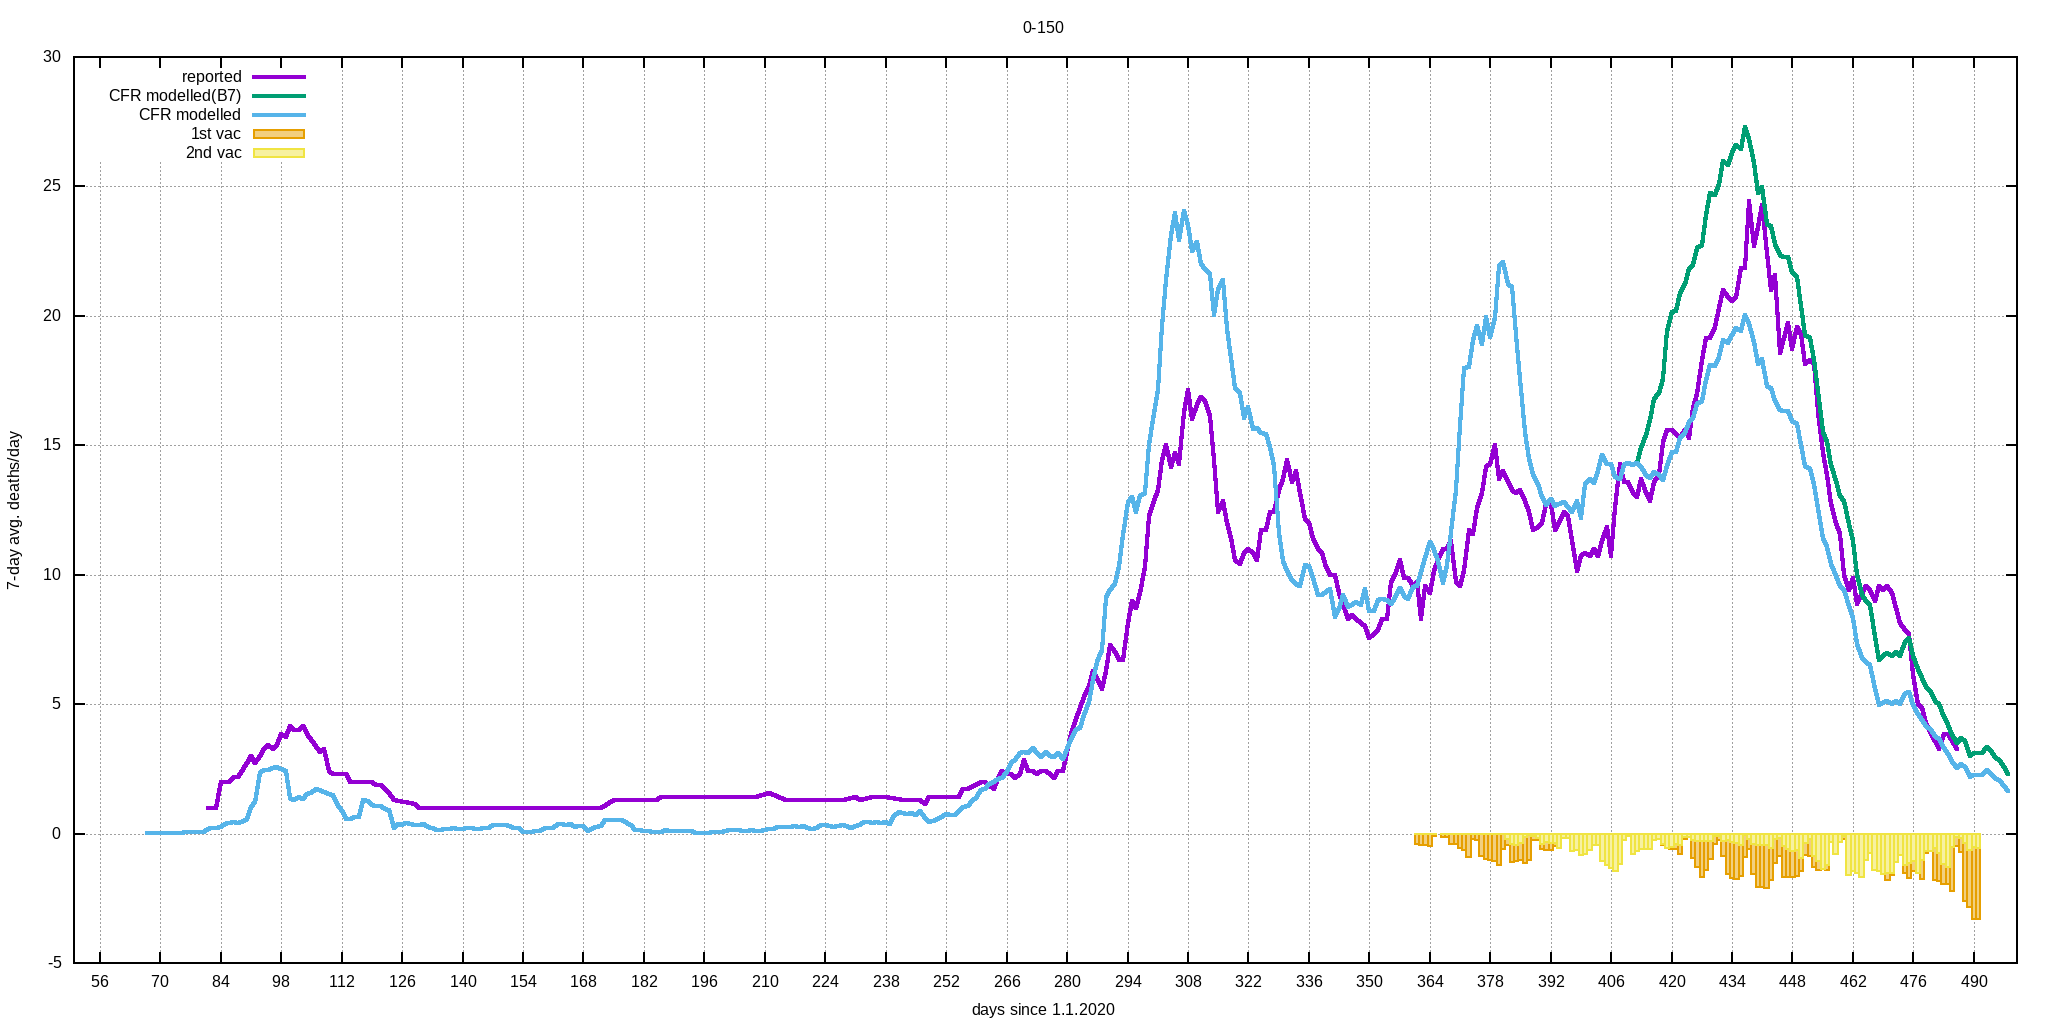 0-150
reported
CFR modelled(B7)
CFR modelled
1st vac
2nd vac
30
25
20
15
10
5
0
-5
7-day avg. deaths/day
56 70 84 98 112 126 140 154 168 182 196 210 224 238 252 266 280 294 308 322 336 350 364 378 392 406 420 434 448 462 476 490
days since 1.1.2020